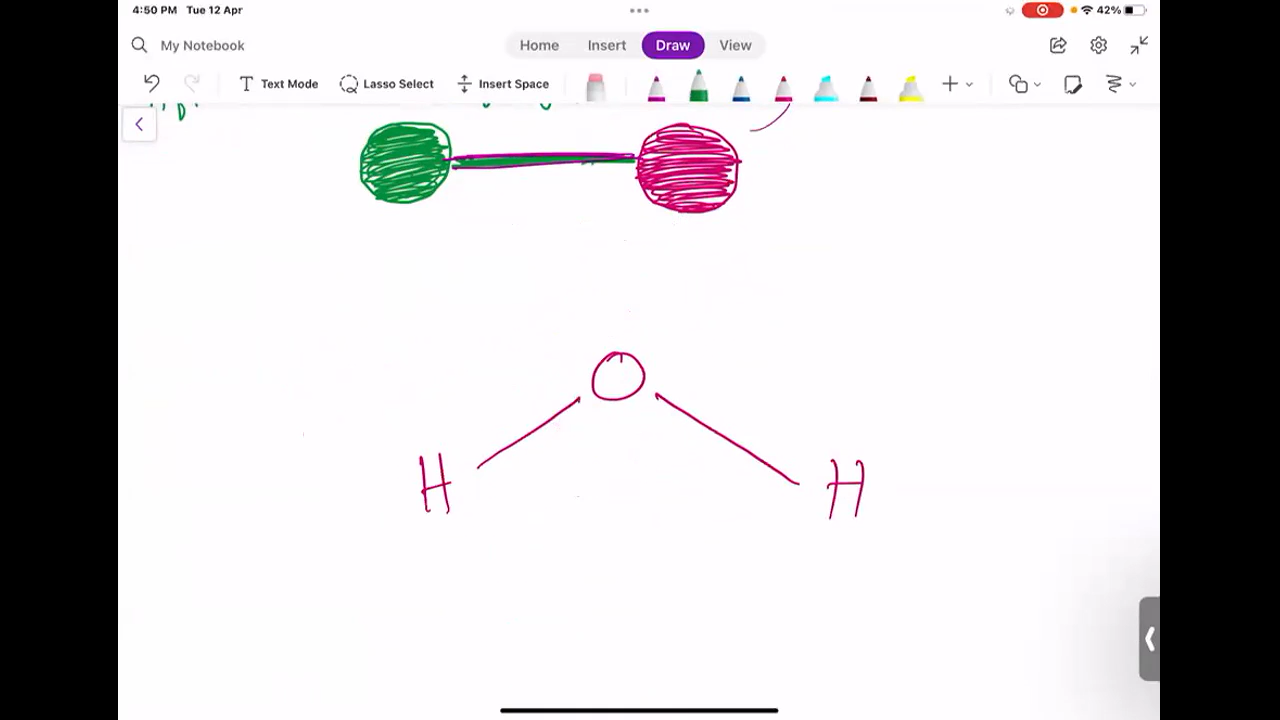 4:50 PM Tue 12 Apr
42%
My Notebook
Home Insert Draw View
Text Mode Lasso Select Insert Space
O
H H